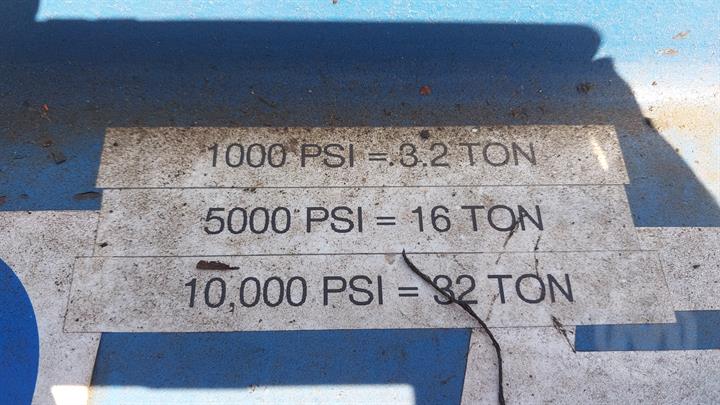 1000 PSI = 3.2 TON
5000 PSI = 16 TON
10,000 PSI = 32 TON